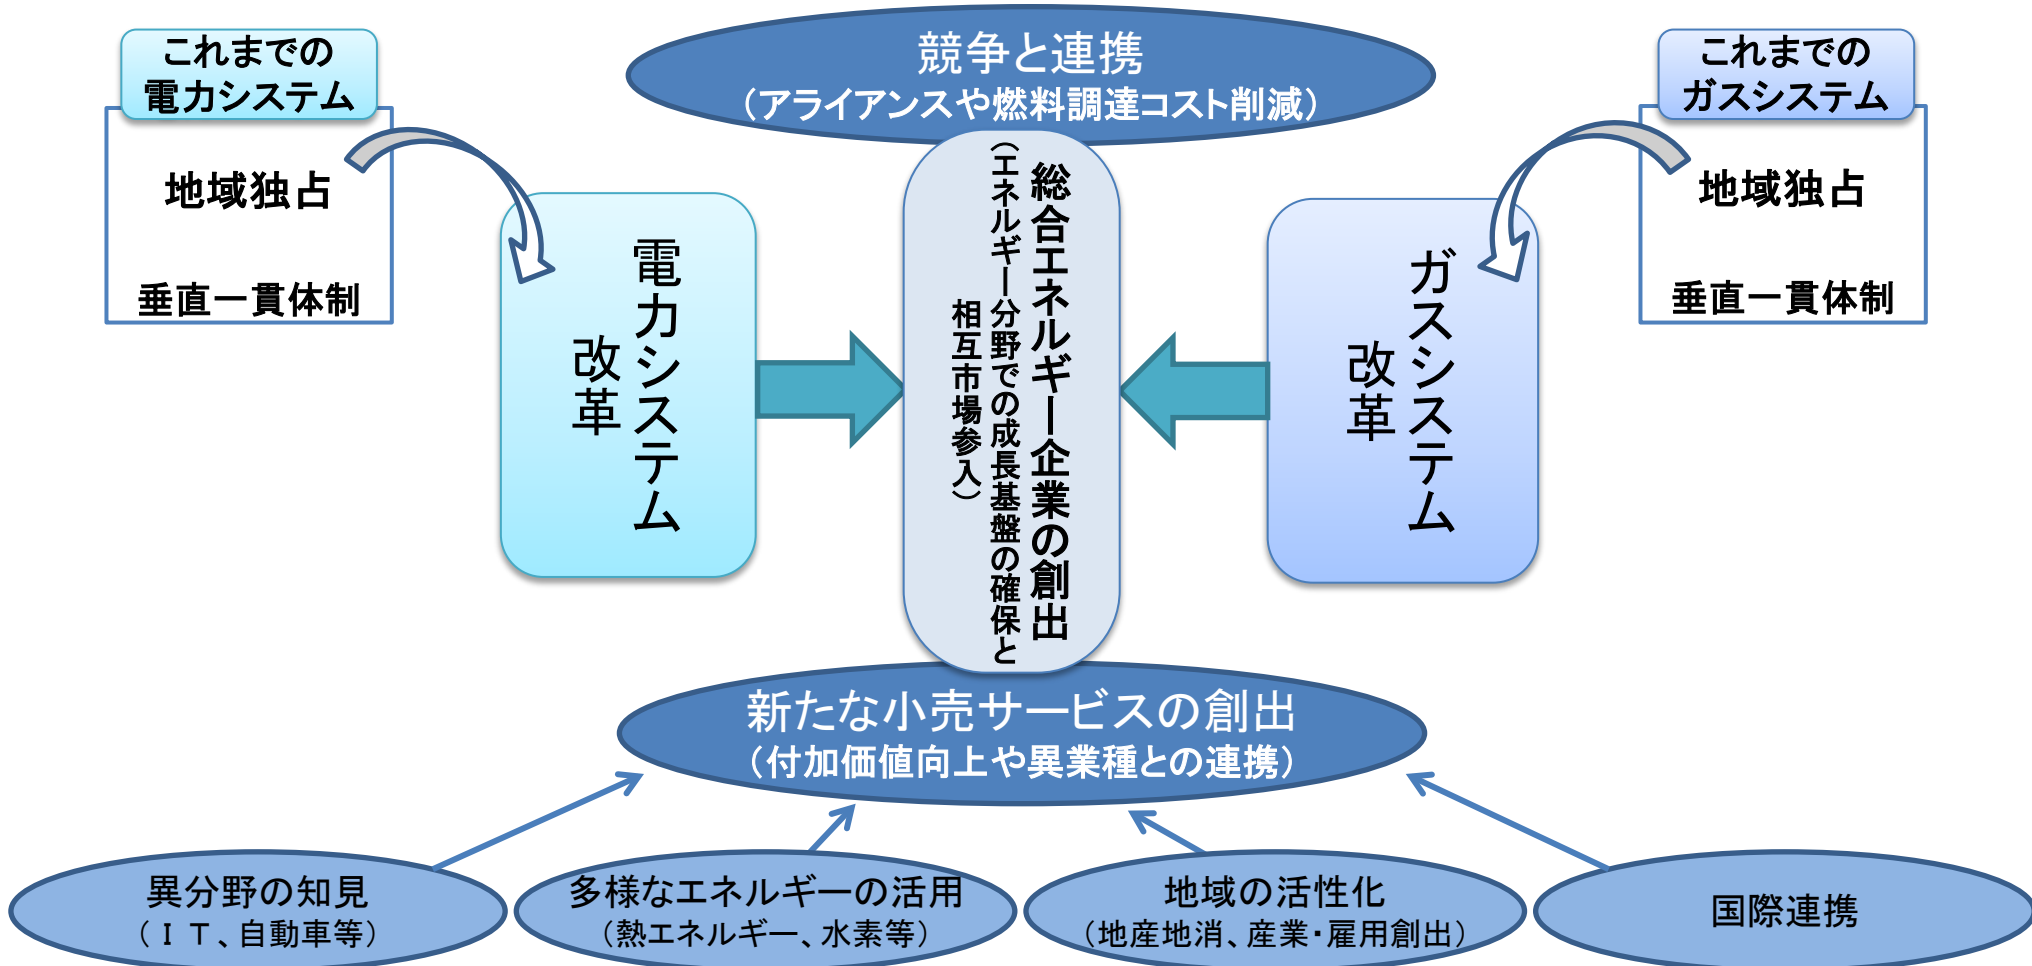 これまでの
電力システム
地域独占
垂直一貫体制
競争と連携
（アライアンスや燃料調達コスト削減）
これまでの
ガスシステム
地域独占
垂直一貫体制
電力システム
改革
総合エネルギー企業の創出
（エネルギー分野での成長基盤の確保と
相互市場参入）
ガスシステム
改革
新たな小売サービスの創出
（付加価値向上や異業種との連携）
異分野の知見
（ＩＴ、自動車等）
多様なエネルギーの活用
（熱エネルギー、水素等）
地域の活性化
（地産地消、産業・雇用創出）
国際連携